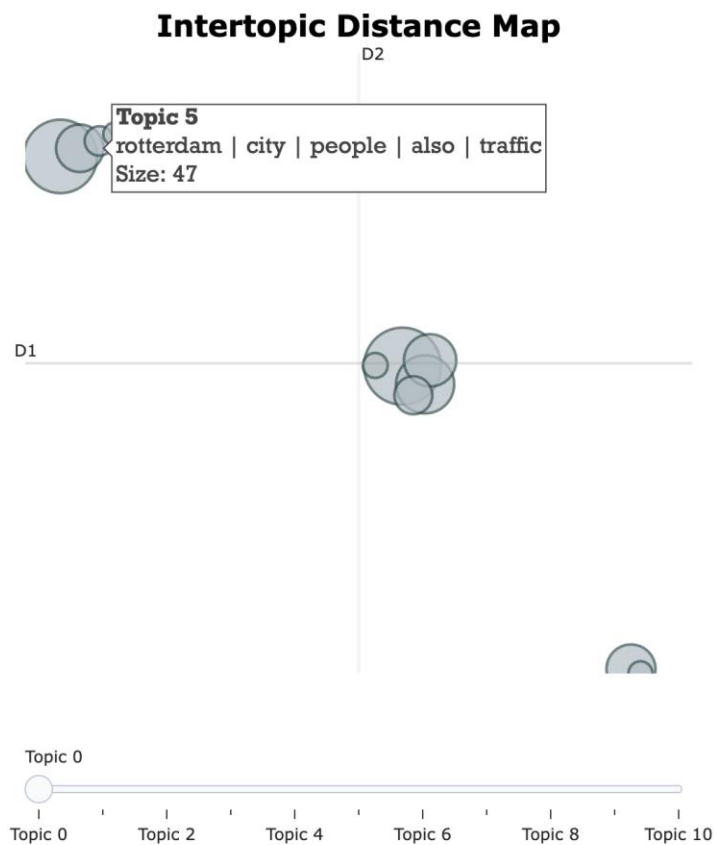 Intertopic Distance Map
D2
Topic 5
rotterdam | city | people | also | traffic
Size: 47
D1
Topic 0
Topic 0 Topic 2 Topic 4 Topic 6 Topic 8 Topic 10